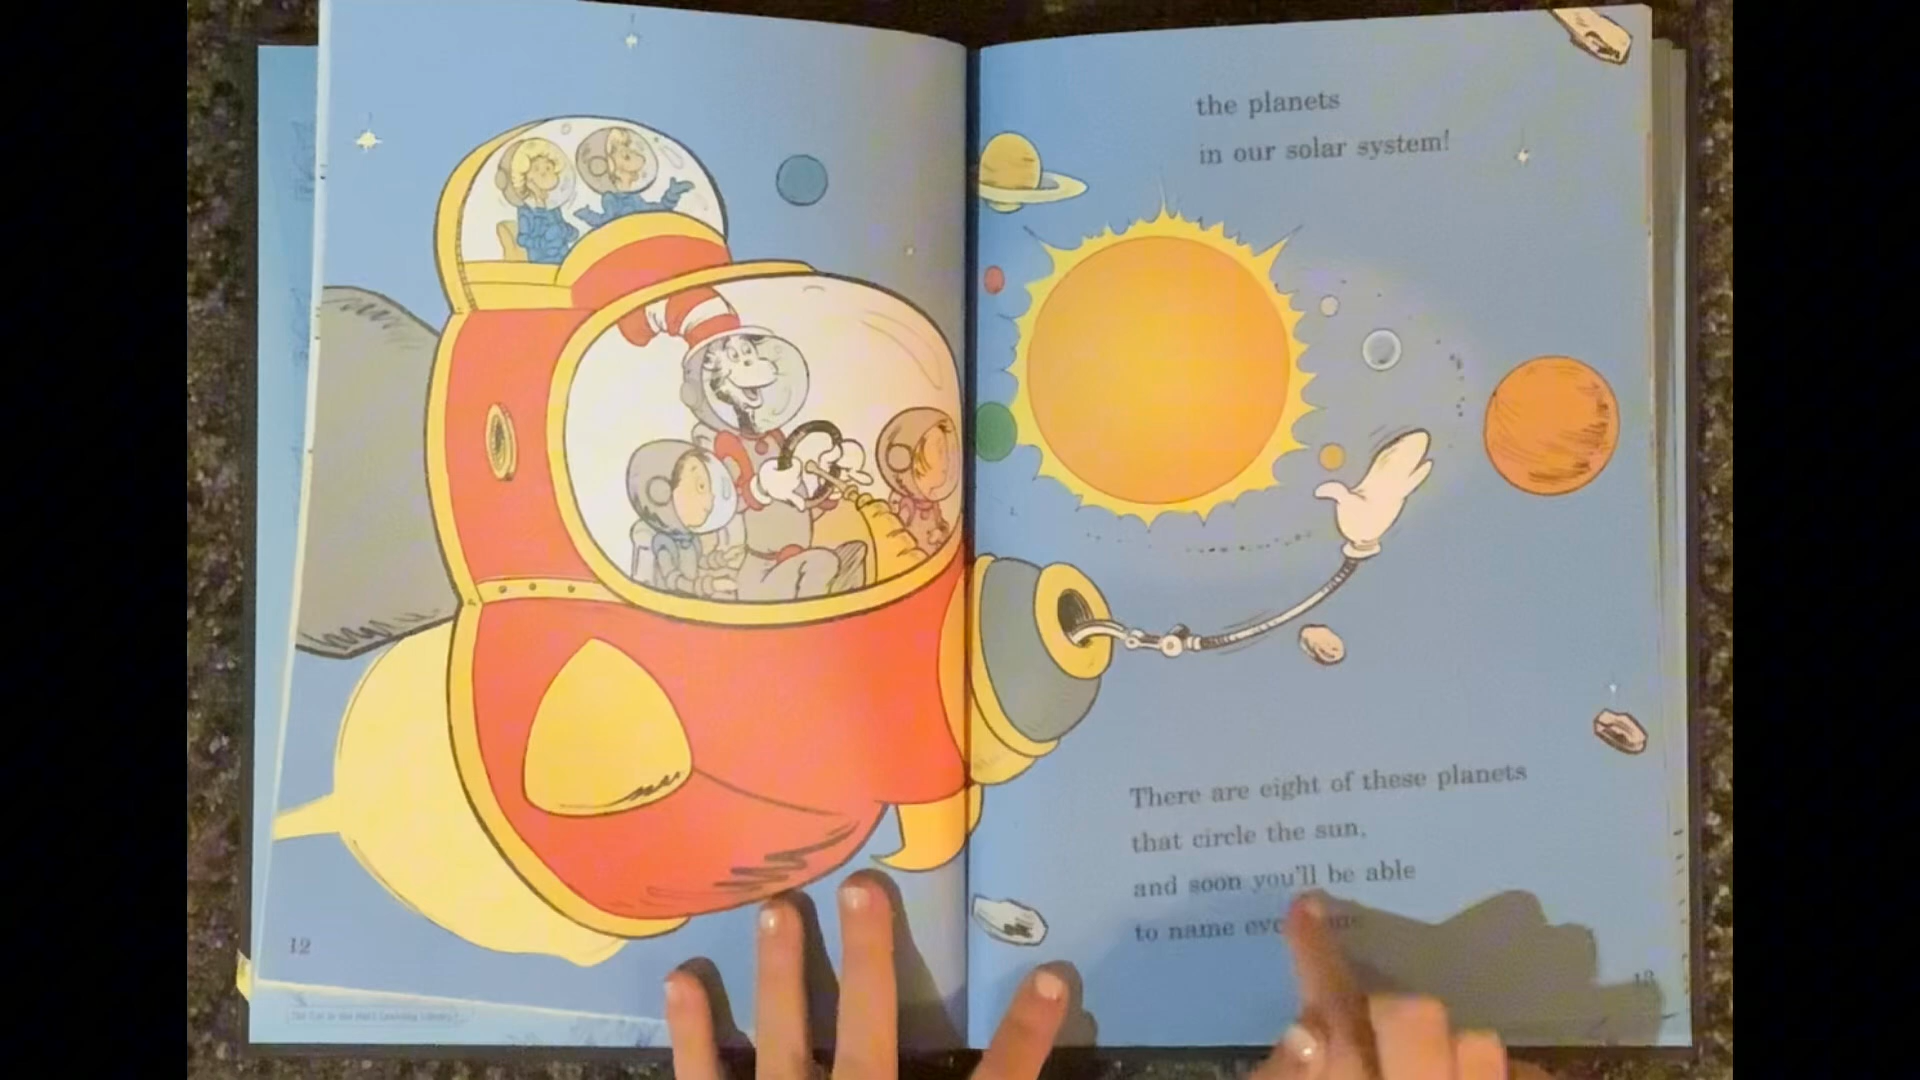 the planets
in our solar system!
There are eight of these planets
that circle the sun,
and soon you'll be able
to name
12
13